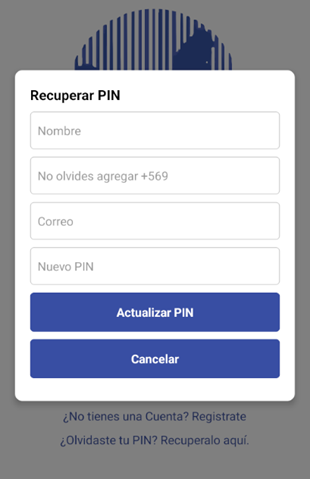 Recuperar PIN
Nombre
No olvides agregar +569
Correo
Nuevo PIN
Actualizar PIN
Cancelar
¿No tienes una Cuenta? Registrate
¿Olvidaste tu PIN? Recuperalo aquí.